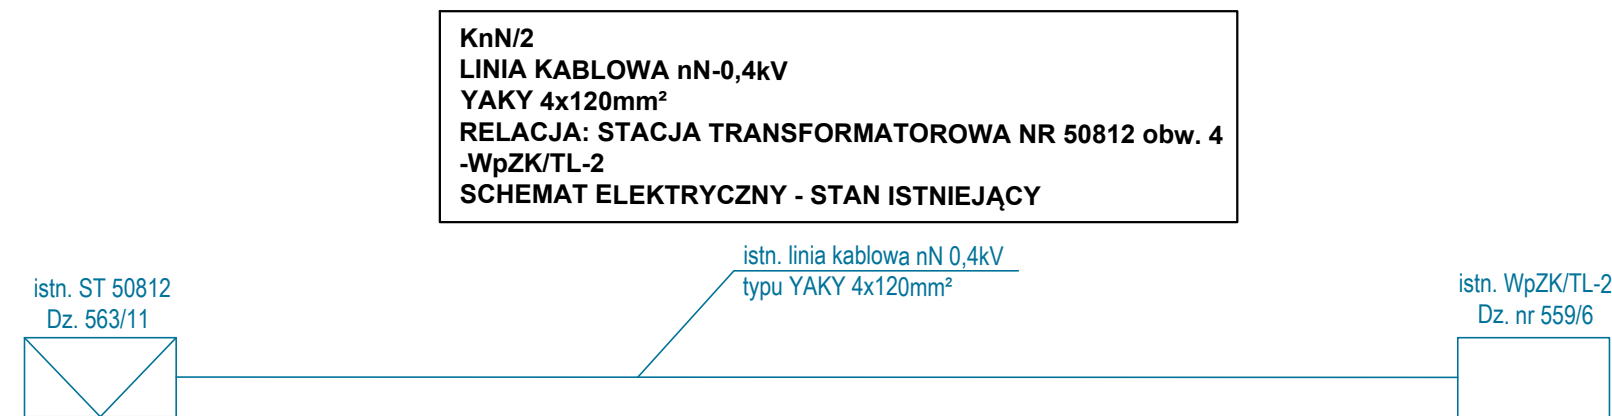 KnN/2
LINIA KABLOWA nN-0,4kV
YAKY 4x120mm²
RELACJA: STACJA TRANSFORMATOROWA NR 50812 obw. 4
-WpZK/TL-2
SCHEMAT ELEKTRYCZNY - STAN ISTNIEJĄCY
istn. linia kablowa nN 0,4kV
typu YAKY 4x120mm²
istn. ST 50812
Dz. 563/11
istn. WpZK/TL-2
Dz. nr 559/6